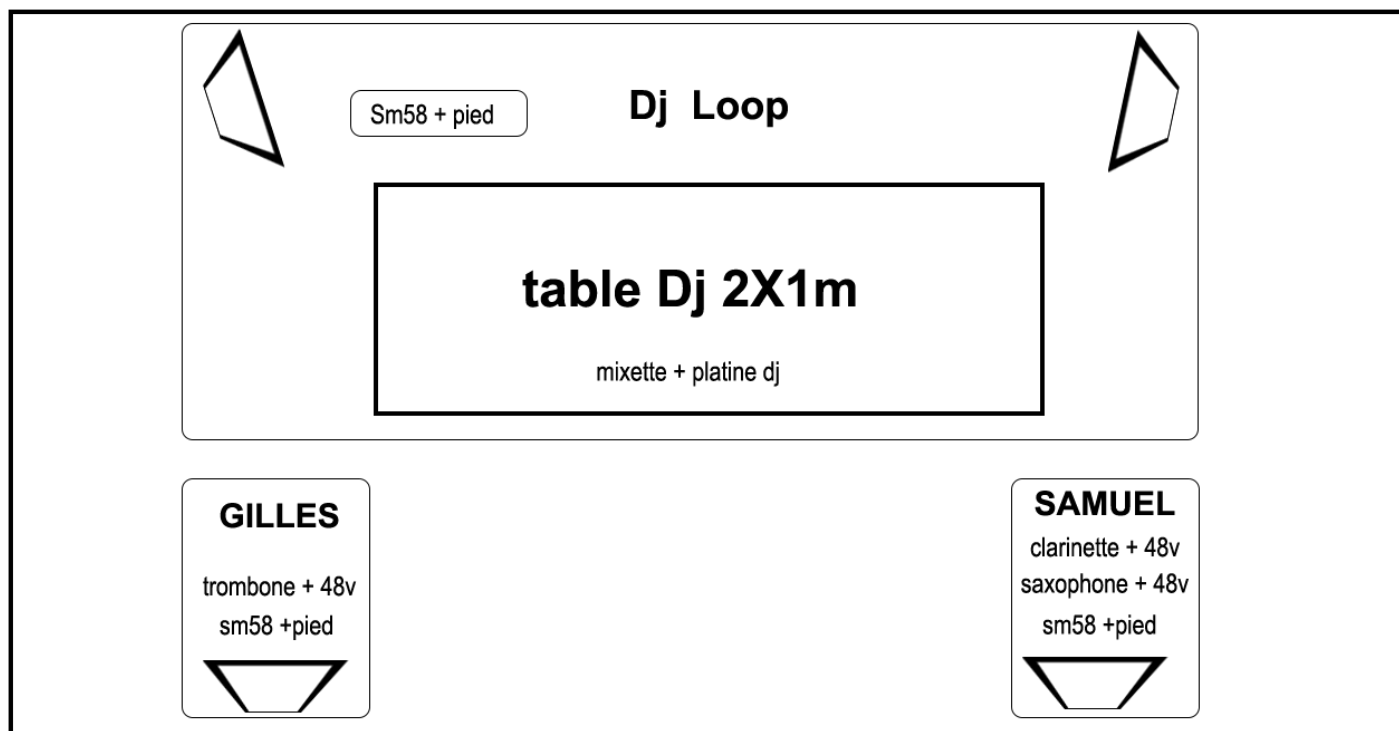 Sm58 + pied
Dj Loop
table Dj 2X1m
mixette + platine dj
GILLES
trombone + 48v
sm58 +pied
SAMUEL
clarinette + 48v
saxophone + 48v
sm58 +pied